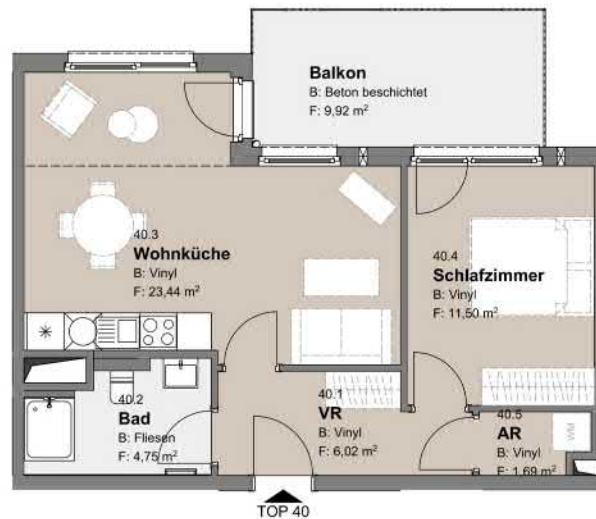 Balkon
B: Beton beschichtet
F: 9,92 m²
40.3
Wohnküche
B: Vinyl
F: 23,44 m²
40.4
Schlafzimmer
B: Vinyl
F: 11,50 m²
40.2
Bad
B: Fliesen
F: 4,75 m²
40.1
VR
B: Vinyl
F: 6,02 m²
40.5
AR
B: Vinyl
F: 1,69 m²
WM
TOP 40